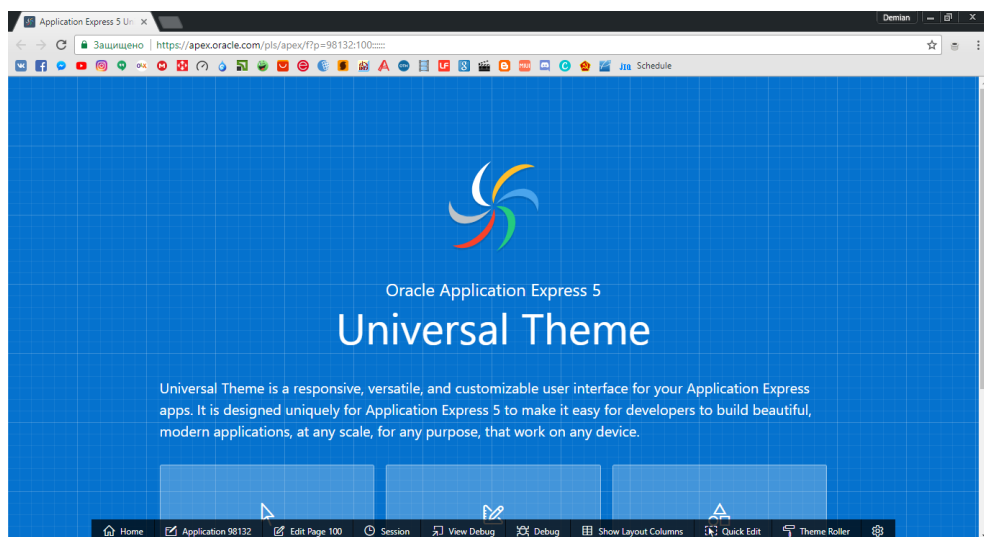 Application Express 5 Un
Demian
Защищено
https://apex.oracle.com/pls/apex/f?p=98132:100::::::
Schedule
Oracle Application Express 5
Universal Theme
Universal Theme is a responsive, versatile, and customizable user interface for your Application Express
apps. It is designed uniquely for Application Express 5 to make it easy for developers to build beautiful,
modern applications, at any scale, for any purpose, that work on any device.
Home Application 98132 Edit Page 100 Session View Debug Debug Show Layout Columns Quick Edit Theme Roller